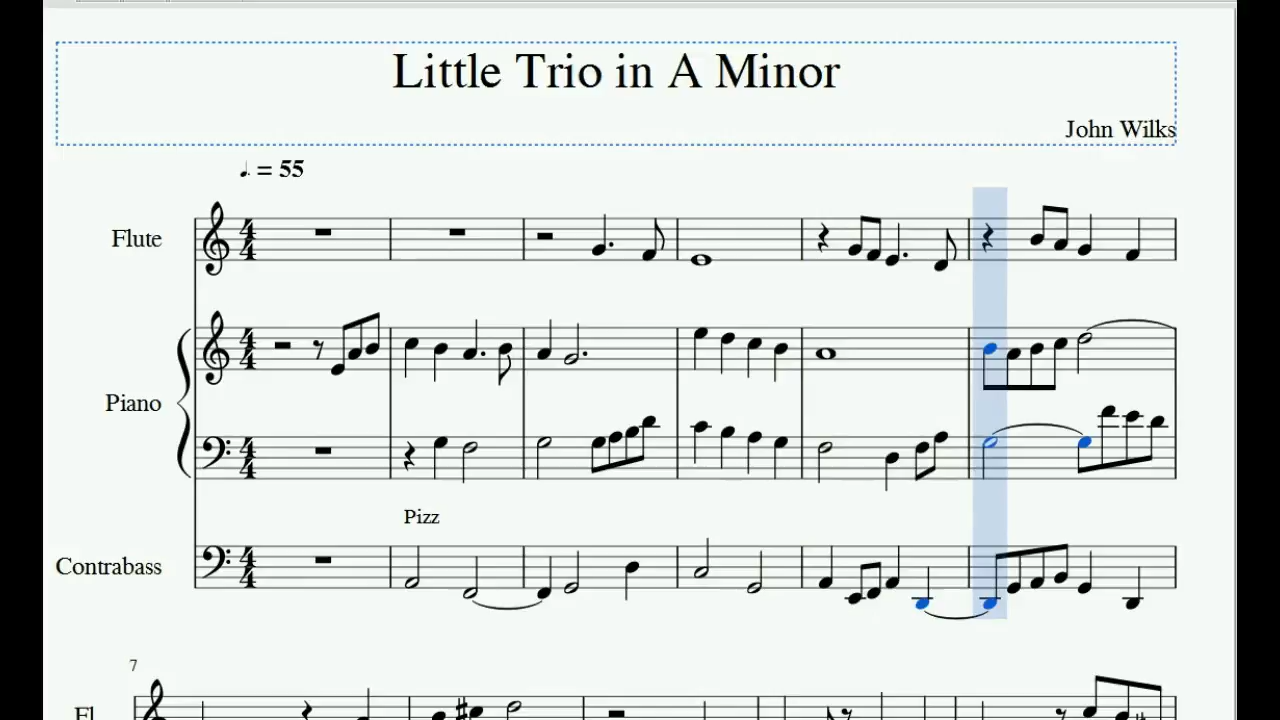 Little Trio in A Minor
John Wilks
♩. = 55
Flute
Piano
Pizz
Contrabass
7
Fl